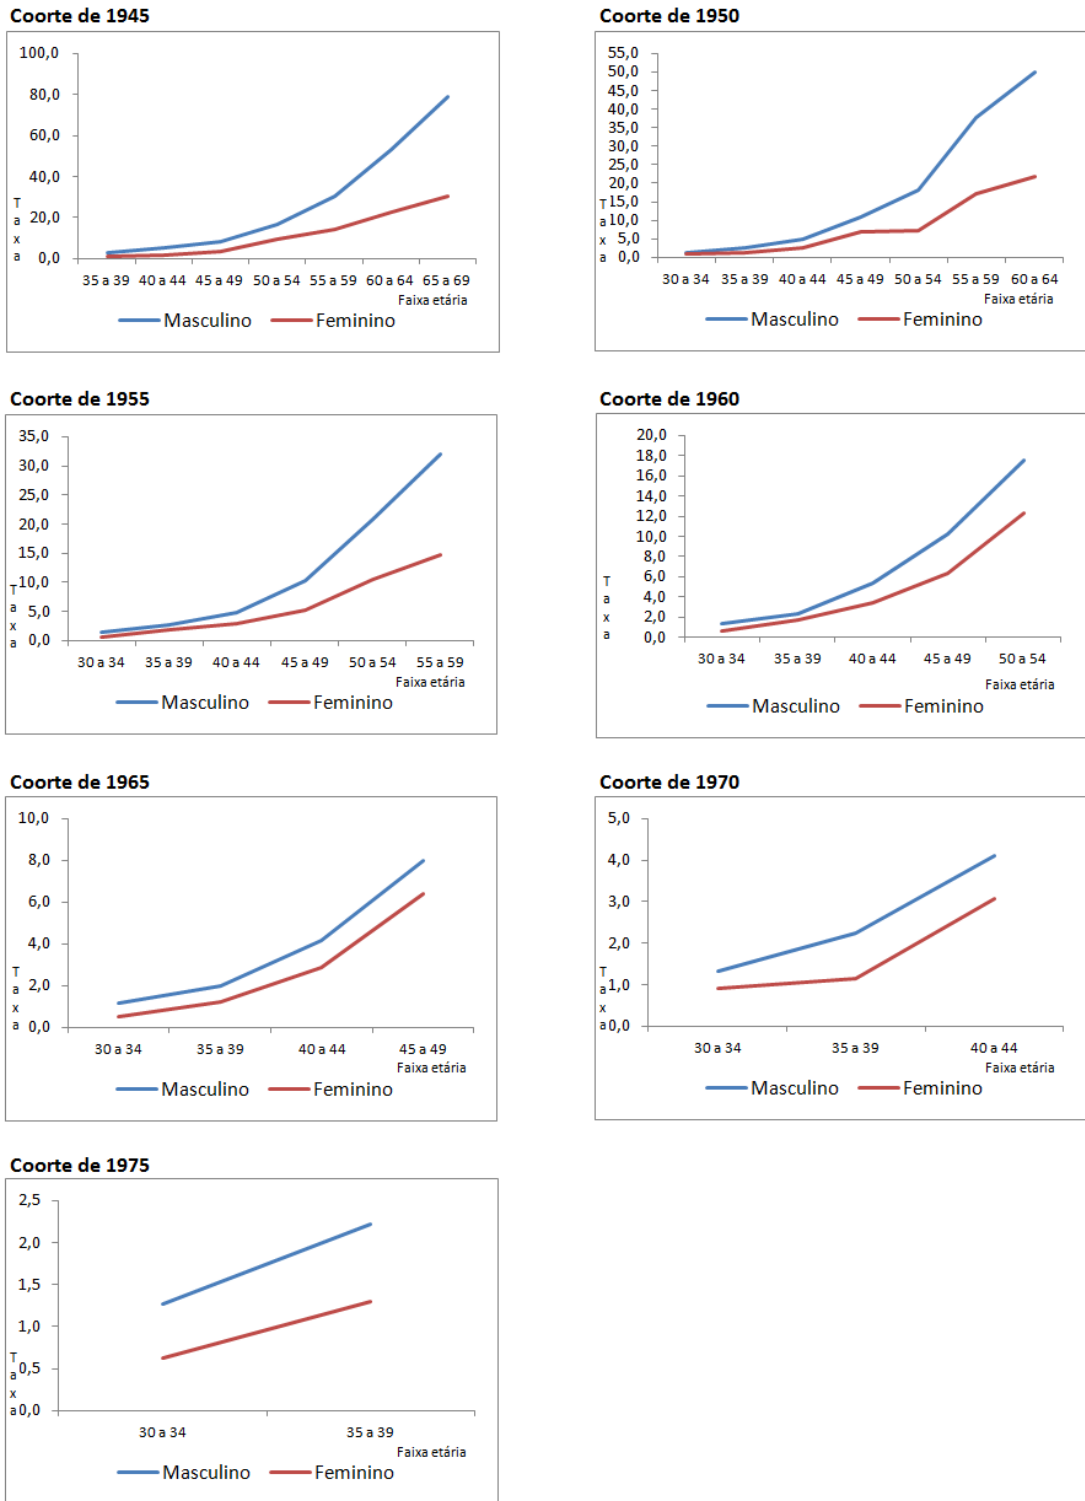 Coorte de 1945
100,0
80,0
60,0
40,0
20,0
0,0
Taxa
35 a 39 40 a 44 45 a 49 50 a 54 55 a 59 60 a 64 65 a 69
Faixa etária
Masculino Feminino
Coorte de 1950
55,0
50,0
45,0
40,0
35,0
30,0
25,0
20,0
15,0
10,0
5,0
0,0
Taxa
30 a 34 35 a 39 40 a 44 45 a 49 50 a 54 55 a 59 60 a 64
Faixa etária
Masculino Feminino
Coorte de 1955
35,0
30,0
25,0
20,0
15,0
10,0
5,0
0,0
Taxa
30 a 34 35 a 39 40 a 44 45 a 49 50 a 54 55 a 59
Faixa etária
Masculino Feminino
Coorte de 1960
20,0
18,0
16,0
14,0
12,0
10,0
8,0
6,0
4,0
2,0
0,0
Taxa
30 a 34 35 a 39 40 a 44 45 a 49 50 a 54
Faixa etária
Masculino Feminino
Coorte de 1965
10,0
8,0
6,0
4,0
2,0
0,0
Taxa
30 a 34 35 a 39 40 a 44 45 a 49
Faixa etária
Masculino Feminino
Coorte de 1970
5,0
4,0
3,0
2,0
1,0
0,0
Taxa
30 a 34 35 a 39 40 a 44
Faixa etária
Masculino Feminino
Coorte de 1975
2,5
2,0
1,5
1,0
0,5
0,0
Taxa
30 a 34 35 a 39
Faixa etária
Masculino Feminino